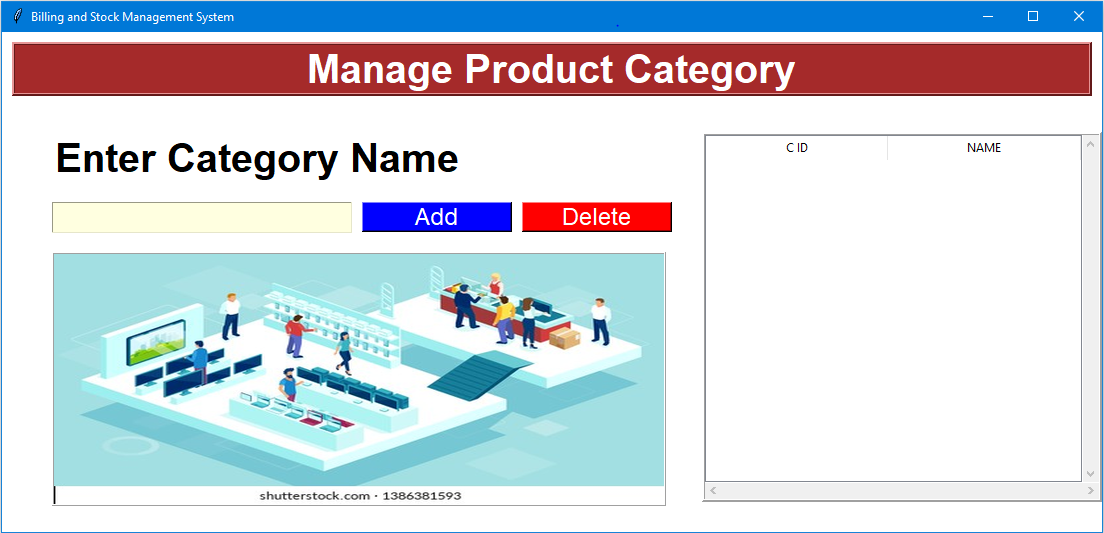 Billing and Stock Management System
Manage Product Category
Enter Category Name
Add
Delete
C ID
NAME
shutterstock.com · 1386381593